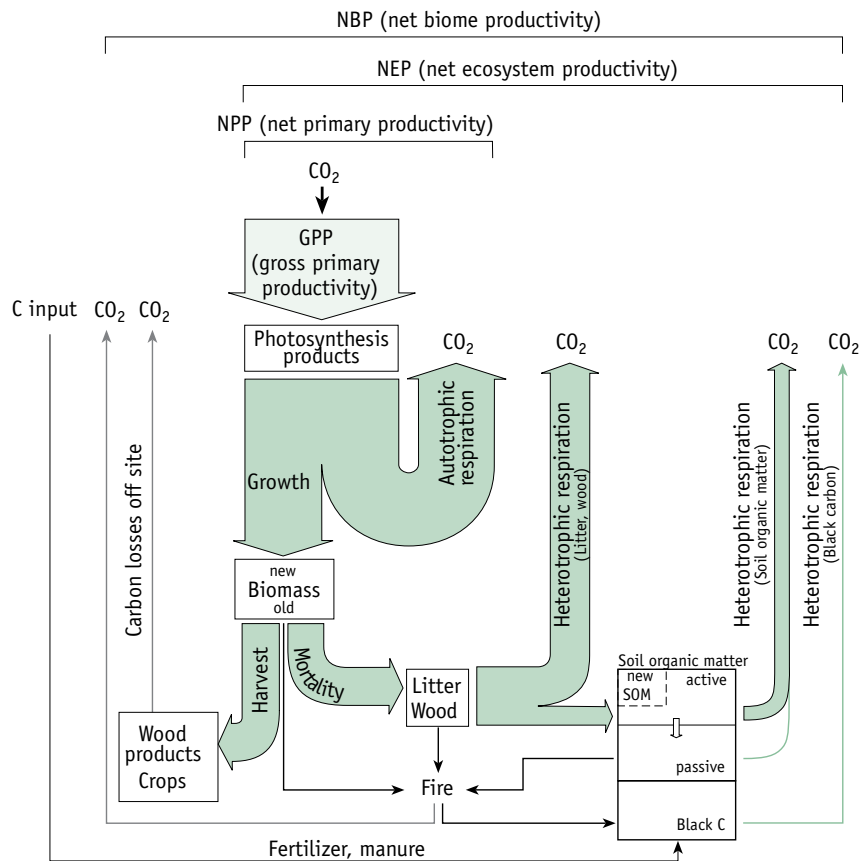 NBP (net biome productivity)
NEP (net ecosystem productivity)
NPP (net primary productivity)
CO₂
GPP
(gross primary
productivity)
C input CO₂ CO₂
Photosynthesis
products
CO₂
CO₂
CO₂
CO₂
Autotrophic
respiration
Growth
Carbon losses off site
Heterotrophic respiration
(Litter, wood)
Heterotrophic respiration
(Soil organic matter)
Heterotrophic respiration
(Black carbon)
new
Biomass
old
Harvest
Mortality
Litter
Wood
Soil organic matter
new
SOM
active
passive
Black C
Wood
products
Crops
Fire
Fertilizer, manure